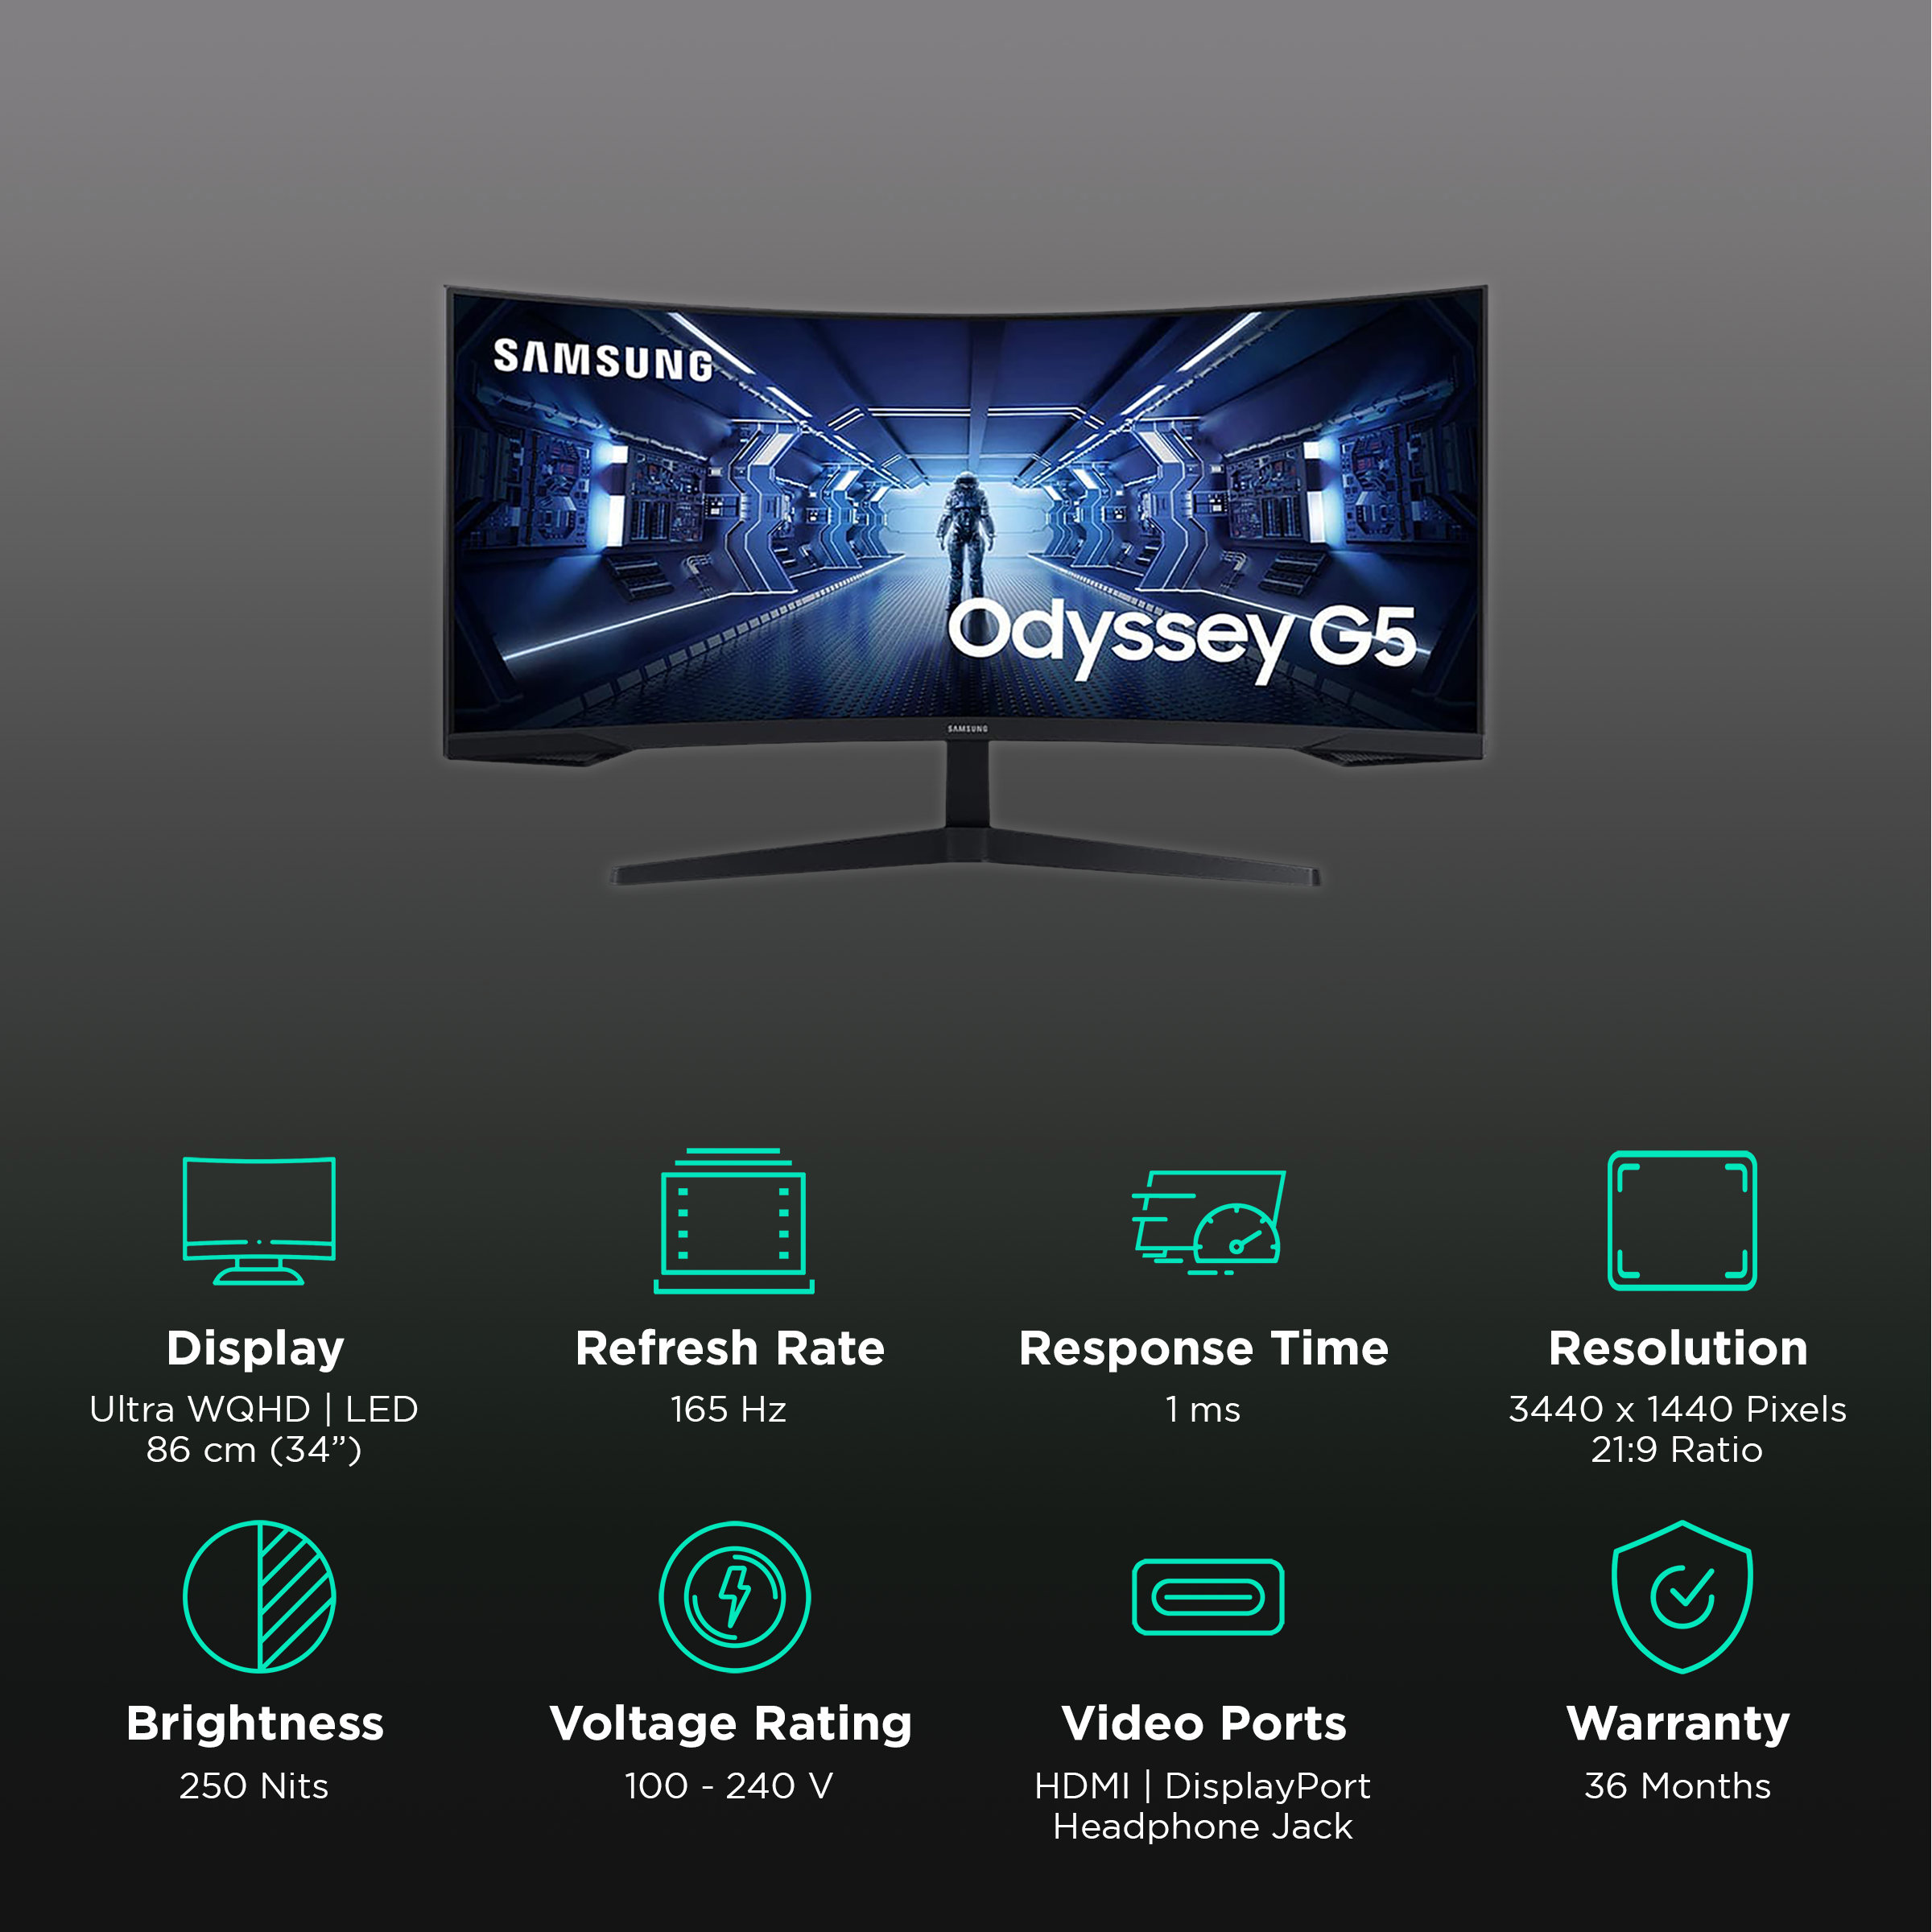 SAMSUNG
Odyssey G5
SAMSUNG
Display
Ultra WQHD | LED
86 cm (34”)
Refresh Rate
165 Hz
Response Time
1 ms
Resolution
3440 x 1440 Pixels
21:9 Ratio
Brightness
250 Nits
Voltage Rating
100 - 240 V
Video Ports
HDMI | DisplayPort
Headphone Jack
Warranty
36 Months